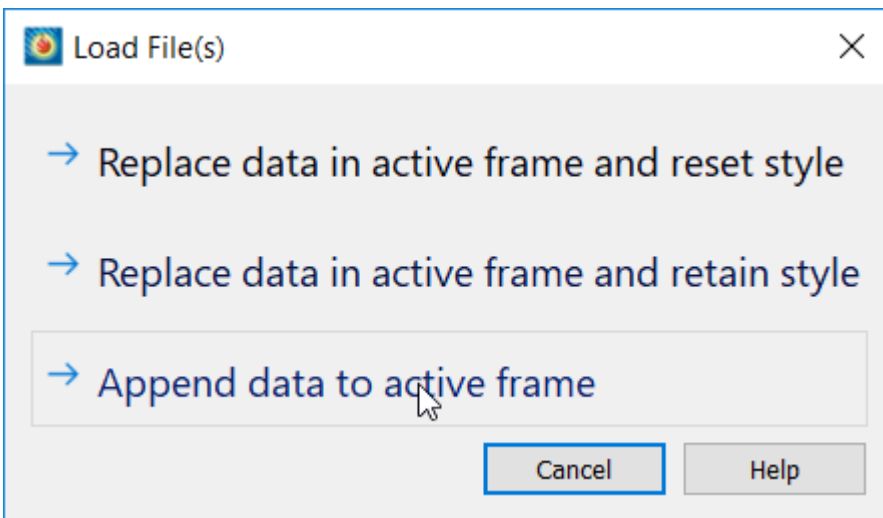 Load File(s)
Replace data in active frame and reset style
Replace data in active frame and retain style
Append data to active frame
Cancel Help